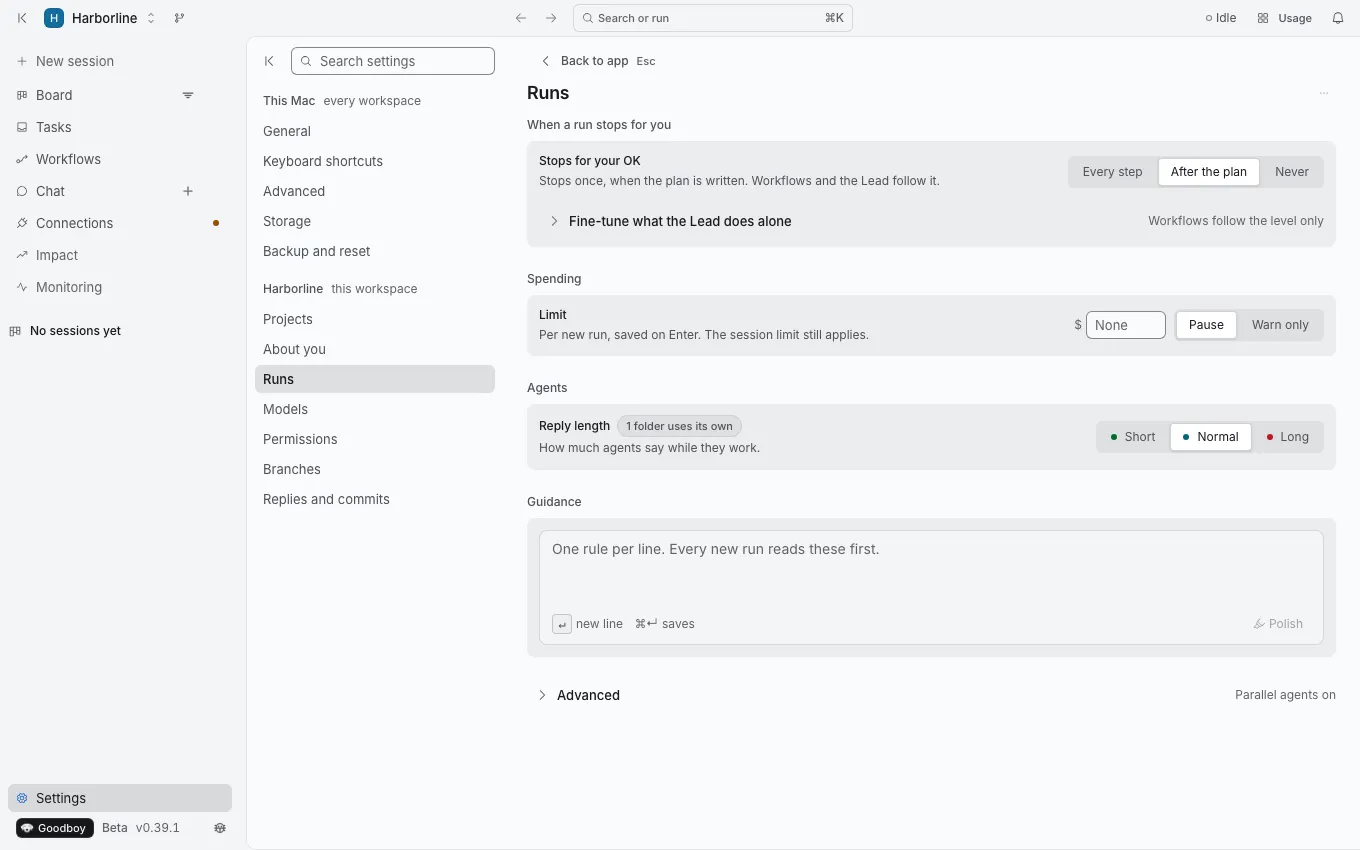 H Harborline
Search or run ⌘K
Idle
Usage
New session
Board
Tasks
Workflows
Chat
Connections
Impact
Monitoring
No sessions yet
Settings
Goodboy Beta v0.39.1
Search settings
This Mac every workspace
General
Keyboard shortcuts
Advanced
Storage
Backup and reset
Harborline this workspace
Projects
About you
Runs
Models
Permissions
Branches
Replies and commits
Back to app Esc
Runs
When a run stops for you
Stops for your OK
Stops once, when the plan is written. Workflows and the Lead follow it.
Every step After the plan Never
Fine-tune what the Lead does alone
Workflows follow the level only
Spending
Limit
Per new run, saved on Enter. The session limit still applies.
$ None Pause Warn only
Agents
Reply length 1 folder uses its own
How much agents say while they work.
Short Normal Long
Guidance
One rule per line. Every new run reads these first.
↵ new line ⌘↵ saves
Polish
Advanced
Parallel agents on